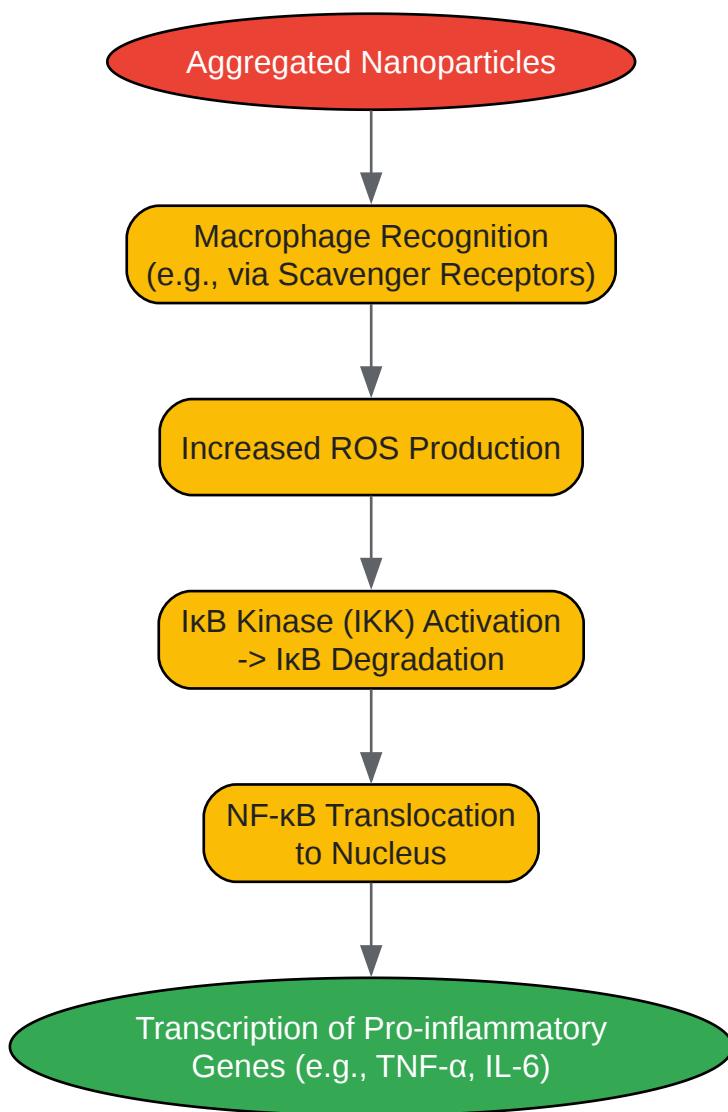 Aggregated Nanoparticles
Macrophage Recognition
(e.g., via Scavenger Receptors)
Increased ROS Production
IκB Kinase (IKK) Activation
-> IκB Degradation
NF-κB Translocation
to Nucleus
Transcription of Pro-inflammatory
Genes (e.g., TNF-α, IL-6)